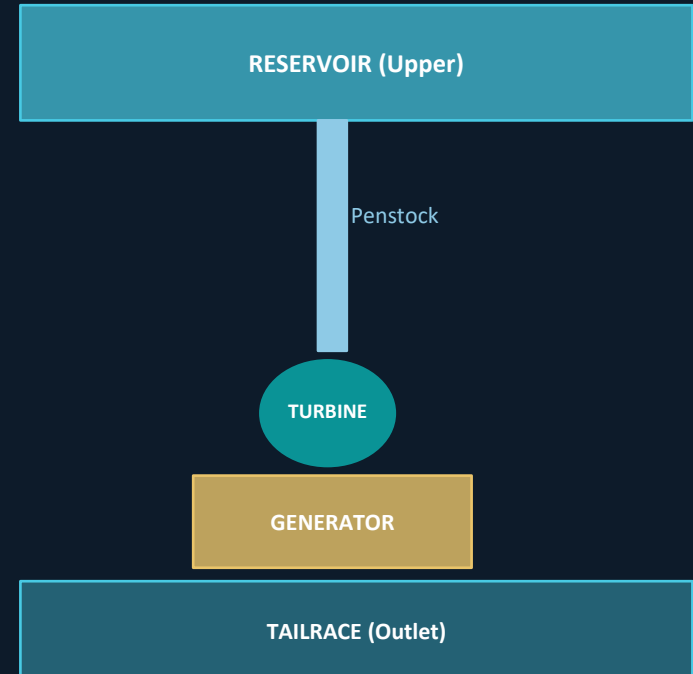 RESERVOIR (Upper)
Penstock
TURBINE
GENERATOR
TAILRACE (Outlet)